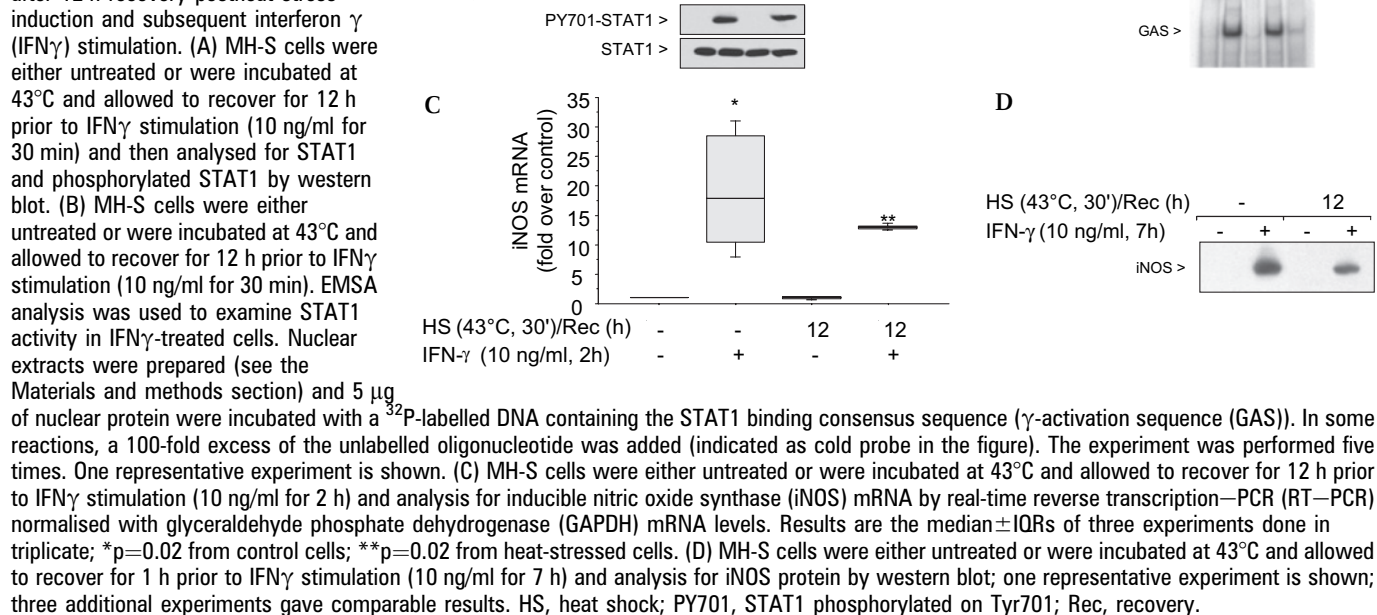 induction and subsequent interferon γ
(IFNγ) stimulation. (A) MH-S cells were
either untreated or were incubated at
43°C and allowed to recover for 12 h
prior to IFNγ stimulation (10 ng/ml for
30 min) and then analysed for STAT1
and phosphorylated STAT1 by western
blot. (B) MH-S cells were either
untreated or were incubated at 43°C and
allowed to recover for 12 h prior to IFNγ
stimulation (10 ng/ml for 30 min). EMSA
analysis was used to examine STAT1
activity in IFNγ-treated cells. Nuclear
extracts were prepared (see the
Materials and methods section) and 5 μg
PY701-STAT1 >
STAT1 >
GAS >
C
35
30
25
20
15
10
5
0
iNOS mRNA
(fold over control)
*
**
HS (43°C, 30')/Rec (h) - - 12 12
IFN-γ (10 ng/ml, 2h) - + - +
D
HS (43°C, 30')/Rec (h) - 12
IFN-γ (10 ng/ml, 7h) - + - +
iNOS >
of nuclear protein were incubated with a ³²P-labelled DNA containing the STAT1 binding consensus sequence (γ-activation sequence (GAS)). In some
reactions, a 100-fold excess of the unlabelled oligonucleotide was added (indicated as cold probe in the figure). The experiment was performed five
times. One representative experiment is shown. (C) MH-S cells were either untreated or were incubated at 43°C and allowed to recover for 12 h prior
to IFNγ stimulation (10 ng/ml for 2 h) and analysis for inducible nitric oxide synthase (iNOS) mRNA by real-time reverse transcription—PCR (RT—PCR)
normalised with glyceraldehyde phosphate dehydrogenase (GAPDH) mRNA levels. Results are the median±IQRs of three experiments done in
triplicate; *p=0.02 from control cells; **p=0.02 from heat-stressed cells. (D) MH-S cells were either untreated or were incubated at 43°C and allowed
to recover for 1 h prior to IFNγ stimulation (10 ng/ml for 7 h) and analysis for iNOS protein by western blot; one representative experiment is shown;
three additional experiments gave comparable results. HS, heat shock; PY701, STAT1 phosphorylated on Tyr701; Rec, recovery.